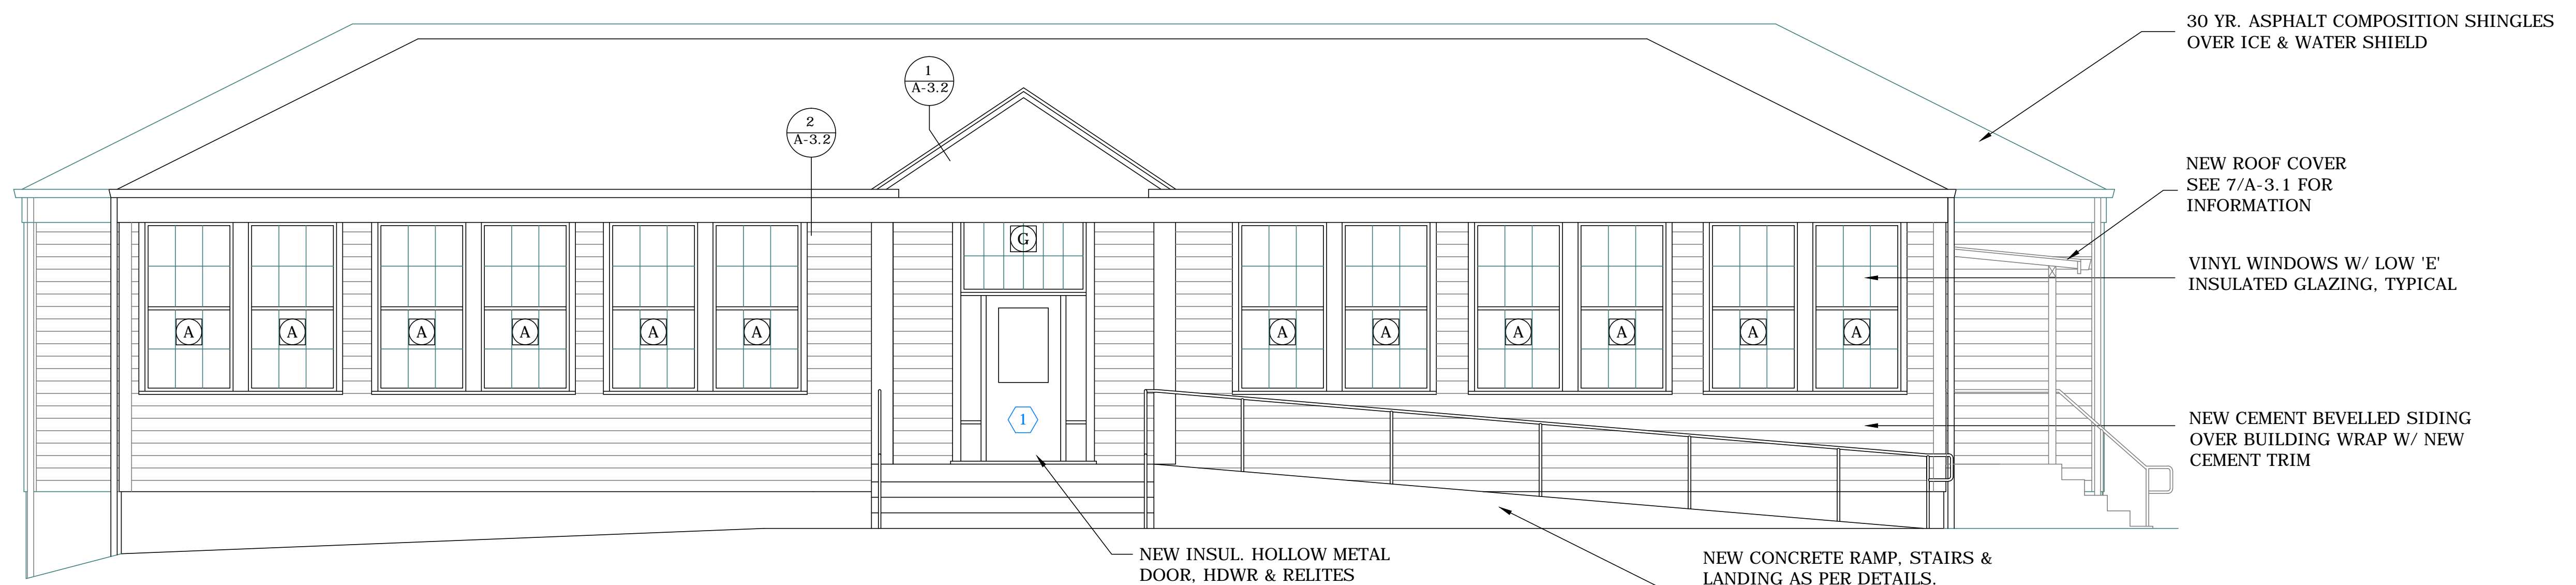 30 YR. ASPHALT COMPOSITION SHINGLES
OVER ICE & WATER SHIELD
1
A-3.2
2
A-3.2
NEW ROOF COVER
SEE 7/A-3.1 FOR
INFORMATION
G
VINYL WINDOWS W/ LOW 'E'
INSULATED GLAZING, TYPICAL
A A A A A A A A A A A A
1
NEW CEMENT BEVELLED SIDING
OVER BUILDING WRAP W/ NEW
CEMENT TRIM
NEW INSUL. HOLLOW METAL
DOOR, HDWR & RELITES
NEW CONCRETE RAMP, STAIRS &
LANDING AS PER DETAILS.